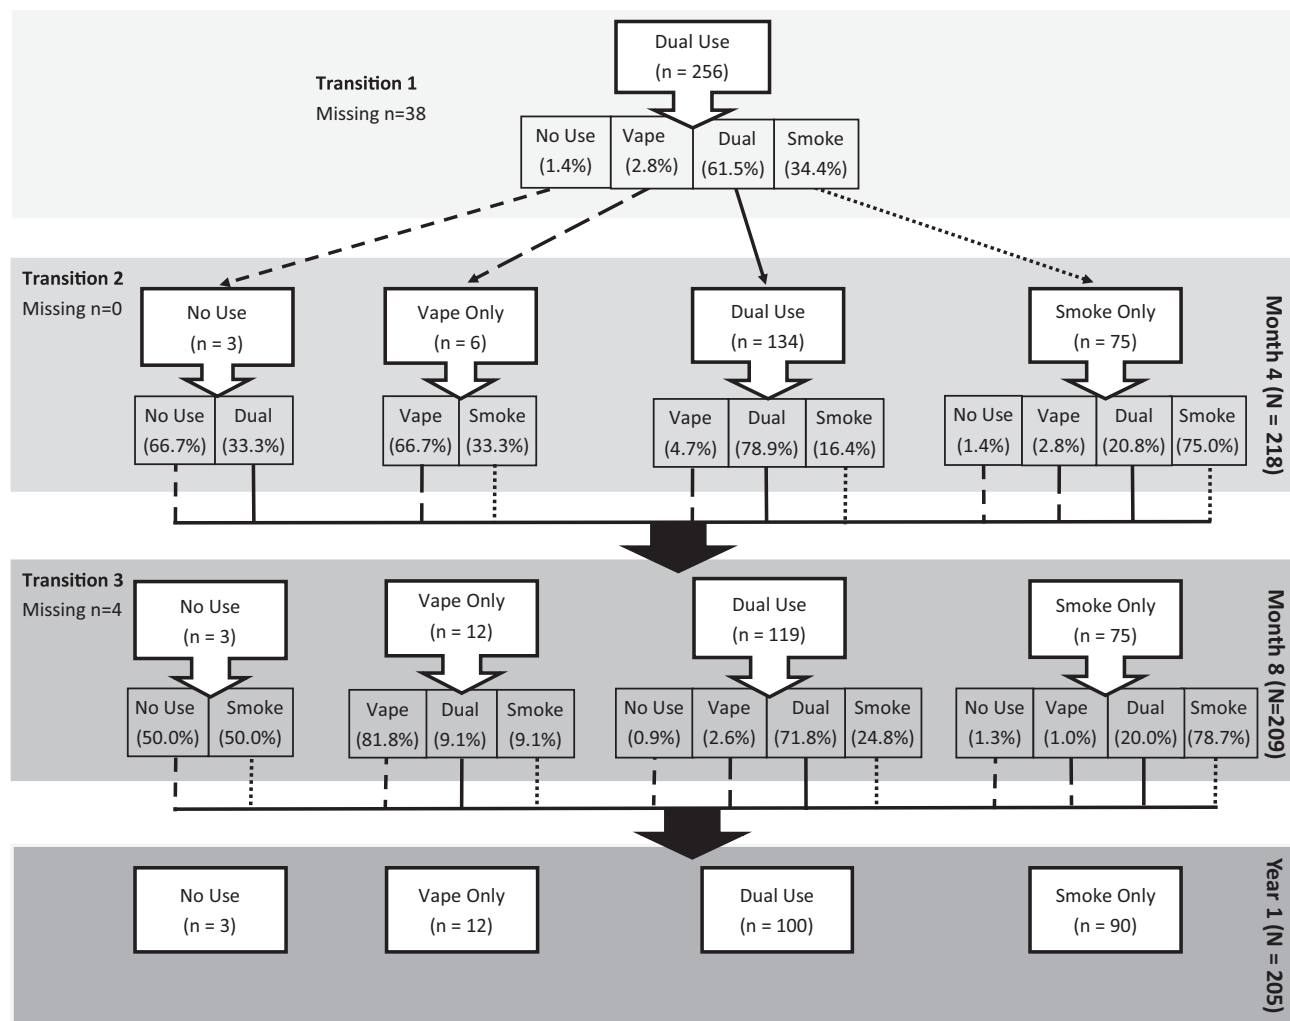 Dual Use
(n = 256)
Transition 1
Missing n=38
No Use Vape Dual Smoke
(1.4%) (2.8%) (61.5%) (34.4%)
Transition 2
Missing n=0
No Use Vape Only Dual Use Smoke Only
(n = 3) (n = 6) (n = 134) (n = 75)
No Use Dual Vape Smoke Vape Dual Smoke No Use Vape Dual Smoke
(66.7%) (33.3%) (66.7%) (33.3%) (4.7%) (78.9%) (16.4%) (1.4%) (2.8%) (20.8%) (75.0%)
Month 4 (N = 218)
Transition 3
Missing n=4
No Use Vape Only Dual Use Smoke Only
(n = 3) (n = 12) (n = 119) (n = 75)
No Use Smoke Vape Dual Smoke No Use Vape Dual Smoke No Use Vape Dual Smoke
(50.0%) (50.0%) (81.8%) (9.1%) (9.1%) (0.9%) (2.6%) (71.8%) (24.8%) (1.3%) (1.0%) (20.0%) (78.7%)
Month 8 (N=209)
No Use Vape Only Dual Use Smoke Only
(n = 3) (n = 12) (n = 100) (n = 90)
Year 1 (N = 205)